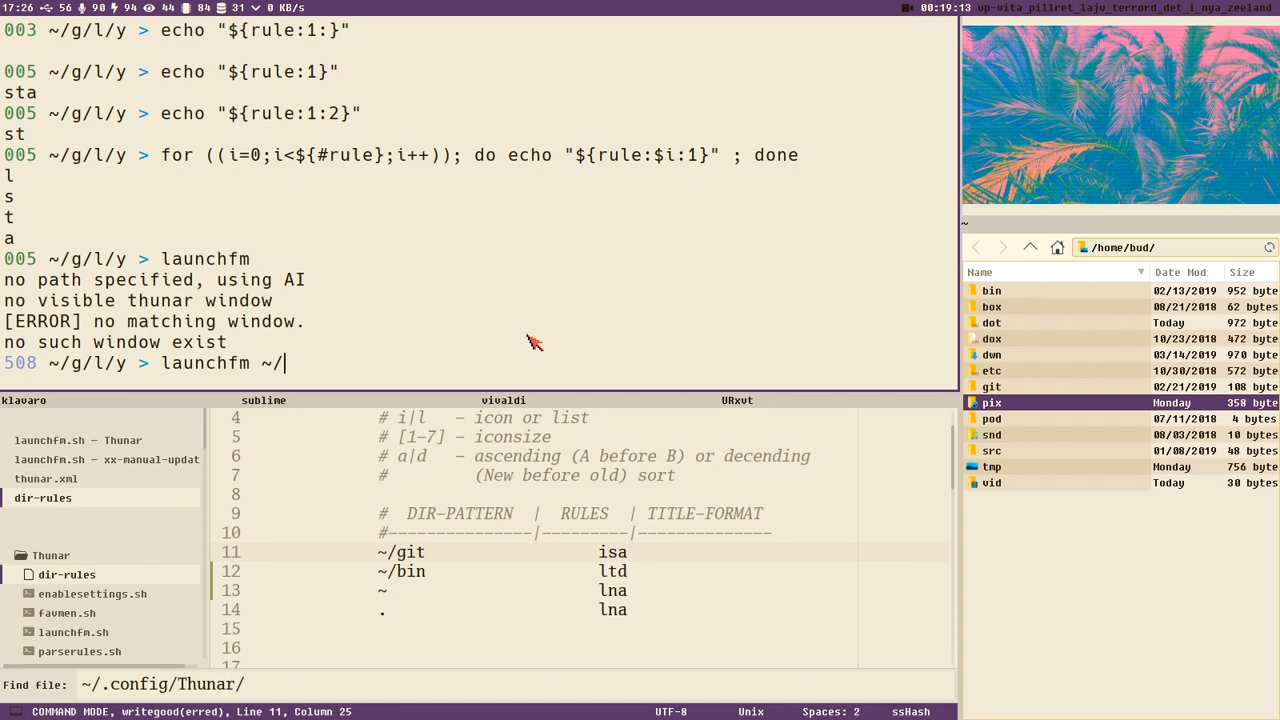 17:26 56 90 94 44 84 31 0 KB/s 00:19:13 vp-vita_pillret_lajv_terrord_det_i_nya_zeeland
003 ~/g/l/y > echo "${rule:1:}"
005 ~/g/l/y > echo "${rule:1}"
sta
005 ~/g/l/y > echo "${rule:1:2}"
st
005 ~/g/l/y > for ((i=0;i<${#rule};i++)); do echo "${rule:$i:1}" ; done
l
s
t
a
005 ~/g/l/y > launchfm
no path specified, using AI
no visible thunar window
[ERROR] no matching window.
no such window exist
508 ~/g/l/y > launchfm ~/
klavaro sublime vivaldi URxvt
launchfm.sh — Thunar
launchfm.sh — xx-manual-updat
thunar.xml
dir-rules
Thunar
dir-rules
enablesettings.sh
favmen.sh
launchfm.sh
parserules.sh
4 # i|l   - icon or list
5 # [1-7] - iconsize
6 # a|d   - ascending (A before B) or decending
7 #         (New before old) sort
8
9 #  DIR-PATTERN  |  RULES  | TITLE-FORMAT
10 #---------------|---------|--------------
11 ~/git isa
12 ~/bin ltd
13 ~ lna
14 . lna
15
16
17
Find file: ~/.config/Thunar/
COMMAND MODE, writegood(erred), Line 11, Column 25 UTF-8 Unix Spaces: 2 ssHash
~
/home/bud/
Name Date Mod Size
bin 02/13/2019 952 byte
box 08/21/2018 62 bytes
dot Today 972 byte
dox 10/23/2018 472 byte
dwn 03/14/2019 970 byte
etc 10/30/2018 572 byte
git 02/21/2019 108 byte
pix Monday 358 byte
pod 07/11/2018 4 bytes
snd 08/03/2018 10 bytes
src 01/08/2019 48 bytes
tmp Monday 756 byte
vid Today 30 bytes